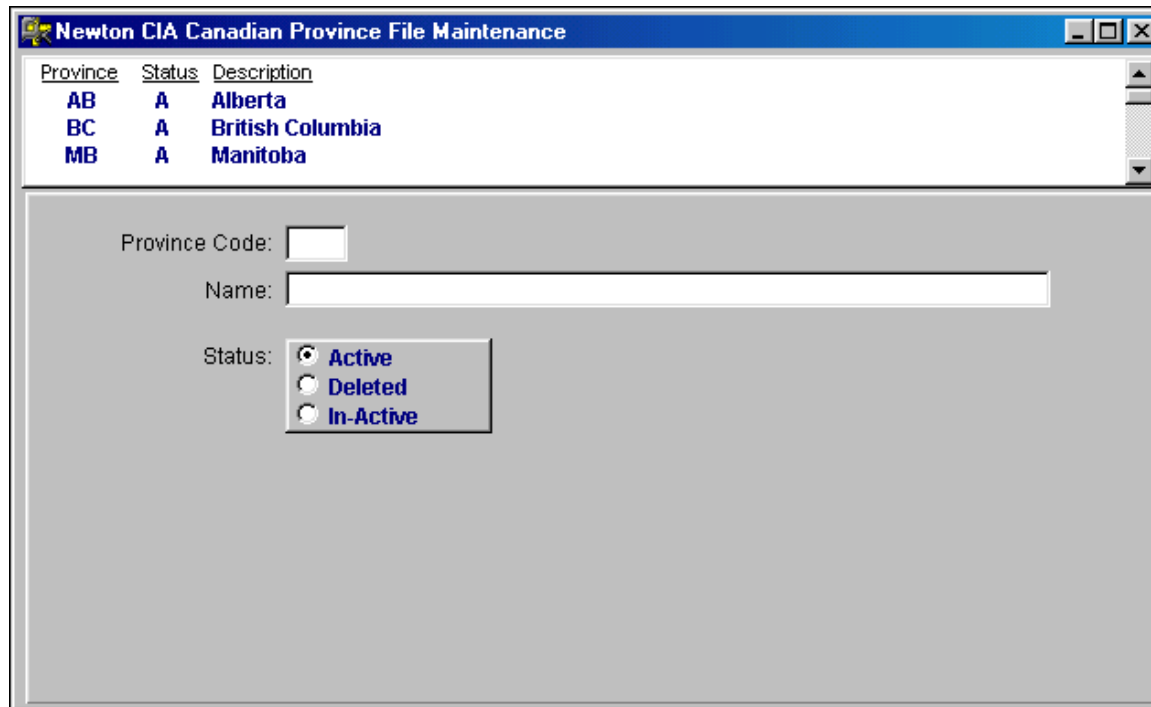 Newton CIA Canadian Province File Maintenance
Province Status Description
AB A Alberta
BC A British Columbia
MB A Manitoba
Province Code:
Name:
Status: Active
Deleted
In-Active